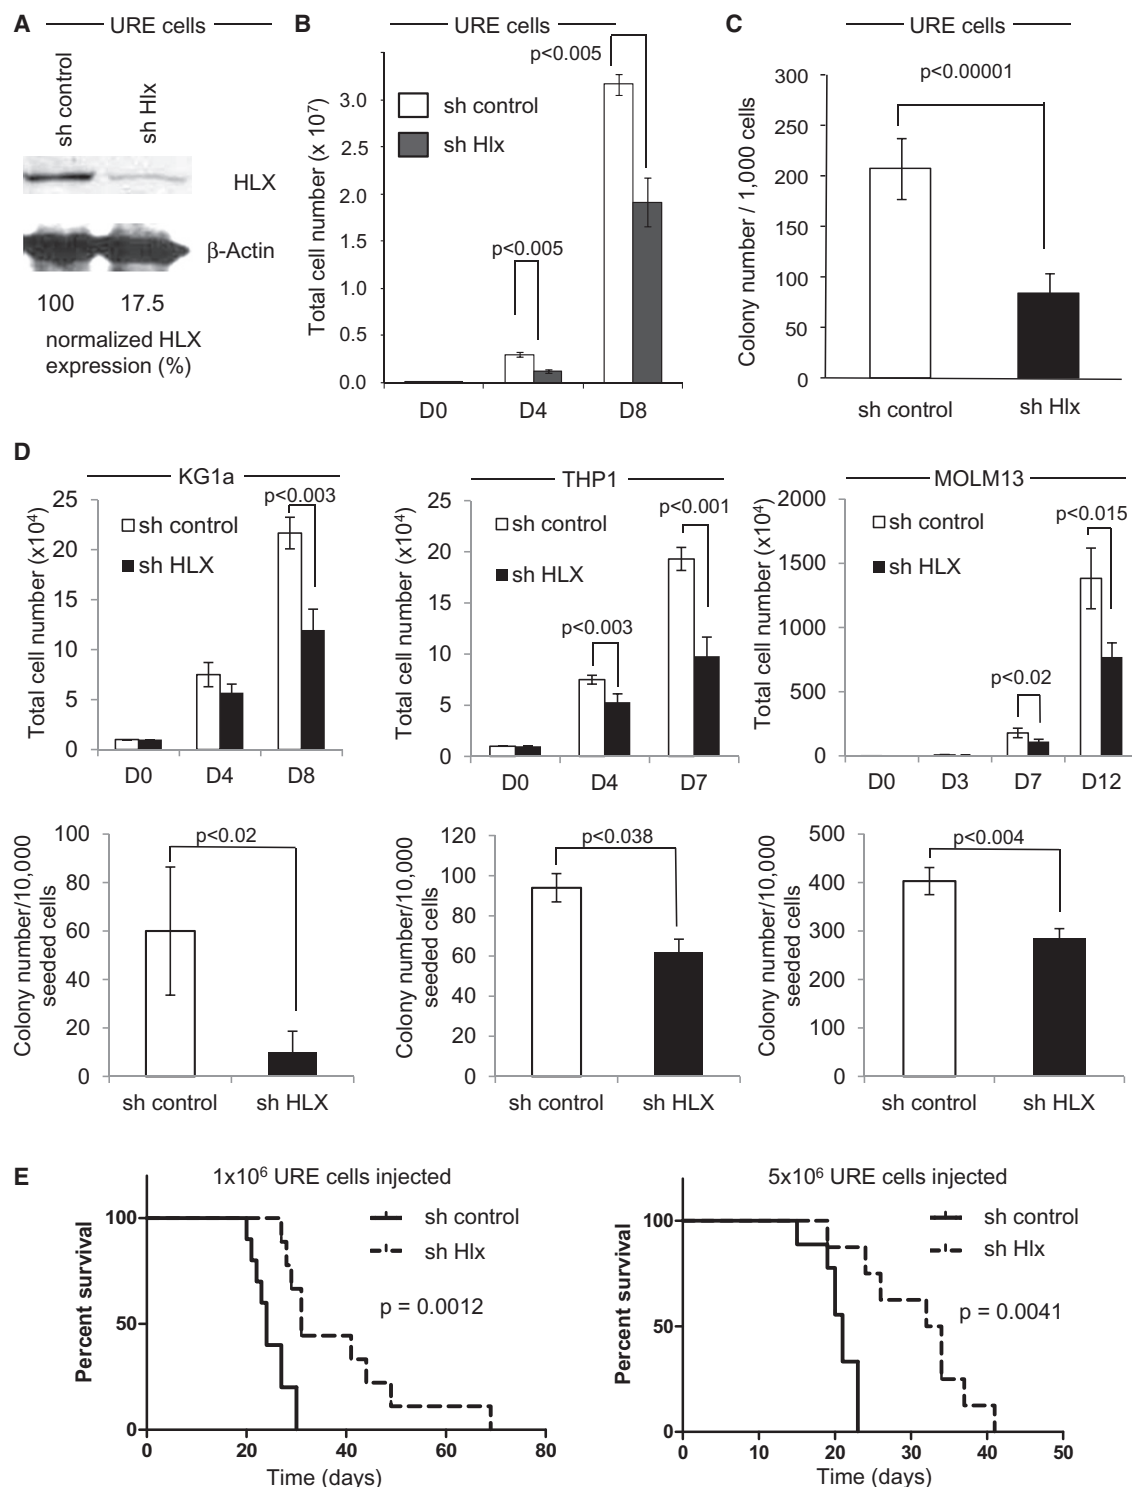 A
URE cells
sh control
sh Hlx
HLX
β-Actin
100 17.5
normalized HLX
expression (%)
B
URE cells
Total cell number (x 10⁷)
3.0
2.5
2.0
1.5
1.0
0.5
0.0
sh control
sh Hlx
p<0.005
p<0.005
D0 D4 D8
C
URE cells
Colony number / 1,000 cells
300
250
200
150
100
50
0
p<0.00001
sh control sh Hlx
D
KG1a
Total cell number (x10⁴)
25
20
15
10
5
0
sh control
sh HLX
p<0.003
D0 D4 D8
THP1
Total cell number (x10⁴)
25
20
15
10
5
0
sh control
sh HLX
p<0.003
p<0.001
D0 D4 D7
MOLM13
Total cell number (x10⁴)
2000
1500
1000
500
0
sh control
sh HLX
p<0.02
p<0.015
D0 D3 D7 D12
Colony number/10,000
seeded cells
100
80
60
40
20
0
p<0.02
sh control sh HLX
Colony number/10,000
seeded cells
120
100
80
60
40
20
0
p<0.038
sh control sh HLX
Colony number/10,000
seeded cells
500
400
300
200
100
0
p<0.004
sh control sh HLX
E
1x10⁶ URE cells injected
Percent survival
100
50
0
sh control
sh Hlx
p = 0.0012
0 20 40 60 80
Time (days)
5x10⁶ URE cells injected
Percent survival
100
50
0
sh control
sh Hlx
p = 0.0041
0 10 20 30 40 50
Time (days)